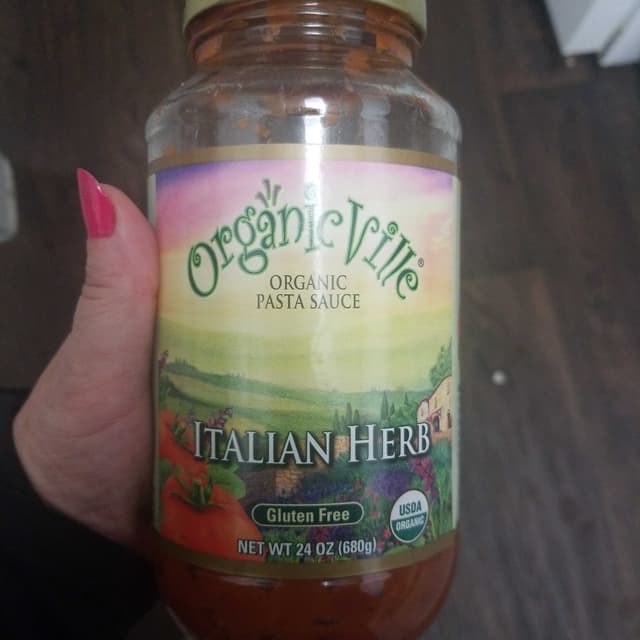 OrganicVille®
ORGANIC
PASTA SAUCE
ITALIAN HERB
Gluten Free
USDA
ORGANIC
NET WT 24 OZ (680g)